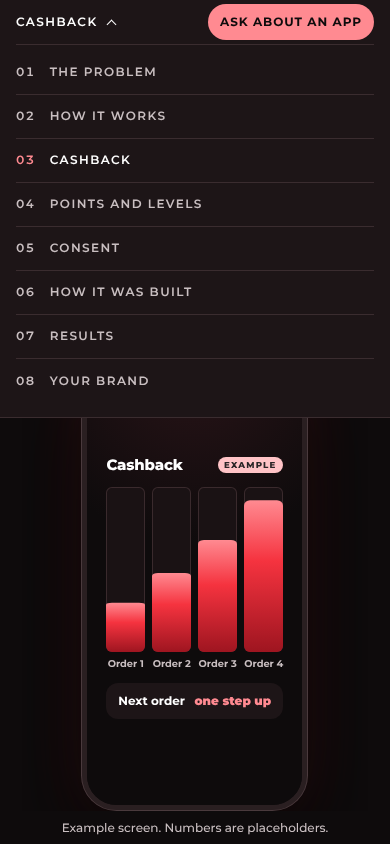 CASHBACK
ASK ABOUT AN APP
01 THE PROBLEM
02 HOW IT WORKS
03 CASHBACK
04 POINTS AND LEVELS
05 CONSENT
06 HOW IT WAS BUILT
07 RESULTS
08 YOUR BRAND
Cashback EXAMPLE
Order 1 Order 2 Order 3 Order 4
Next order one step up
Example screen. Numbers are placeholders.